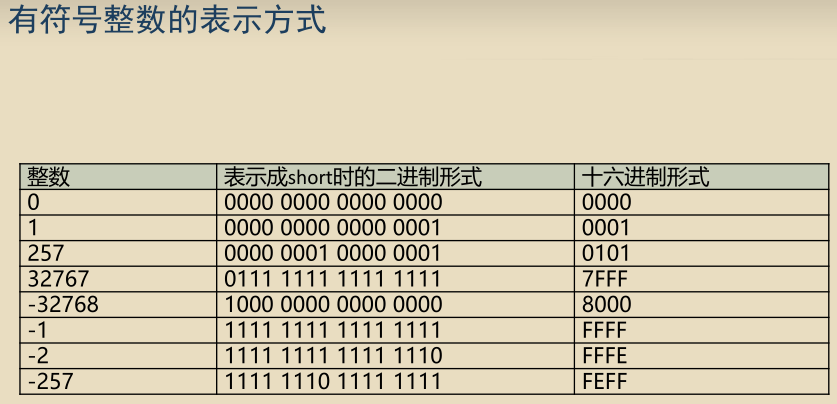 有符号整数的表示方式
整数 表示成short时的二进制形式 十六进制形式
0 0000 0000 0000 0000 0000
1 0000 0000 0000 0001 0001
257 0000 0001 0000 0001 0101
32767 0111 1111 1111 1111 7FFF
-32768 1000 0000 0000 0000 8000
-1 1111 1111 1111 1111 FFFF
-2 1111 1111 1111 1110 FFFE
-257 1111 1110 1111 1111 FEFF